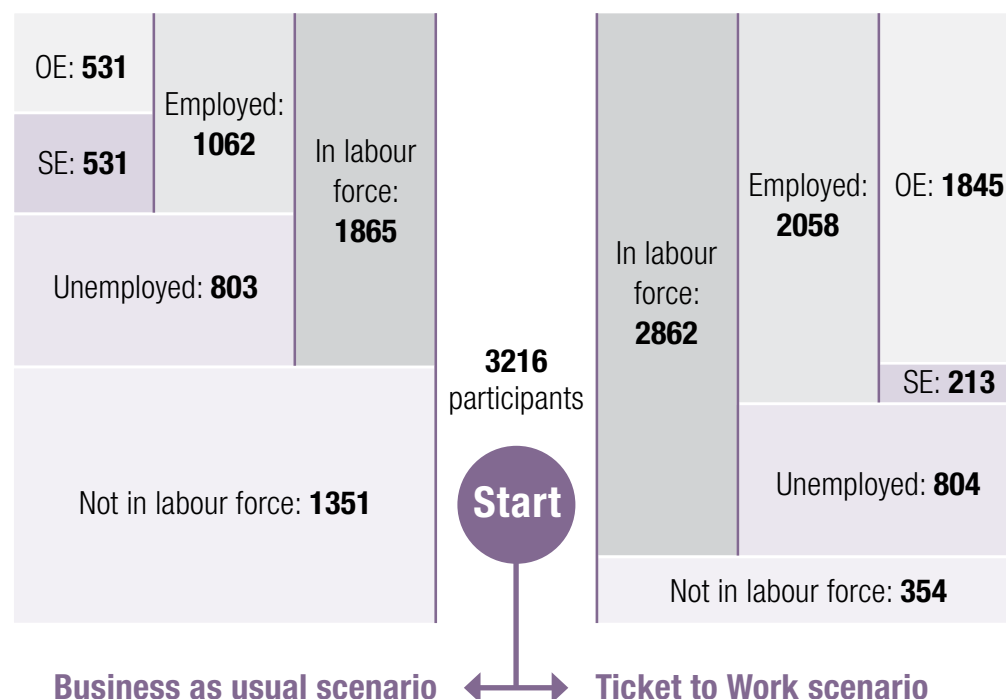 OE: 531
SE: 531
Employed:
1062
In labour
force:
1865
Unemployed: 803
Not in labour force: 1351
3216
participants
Start
In labour
force:
2862
Employed:
2058
OE: 1845
SE: 213
Unemployed: 804
Not in labour force: 354
Business as usual scenario
Ticket to Work scenario